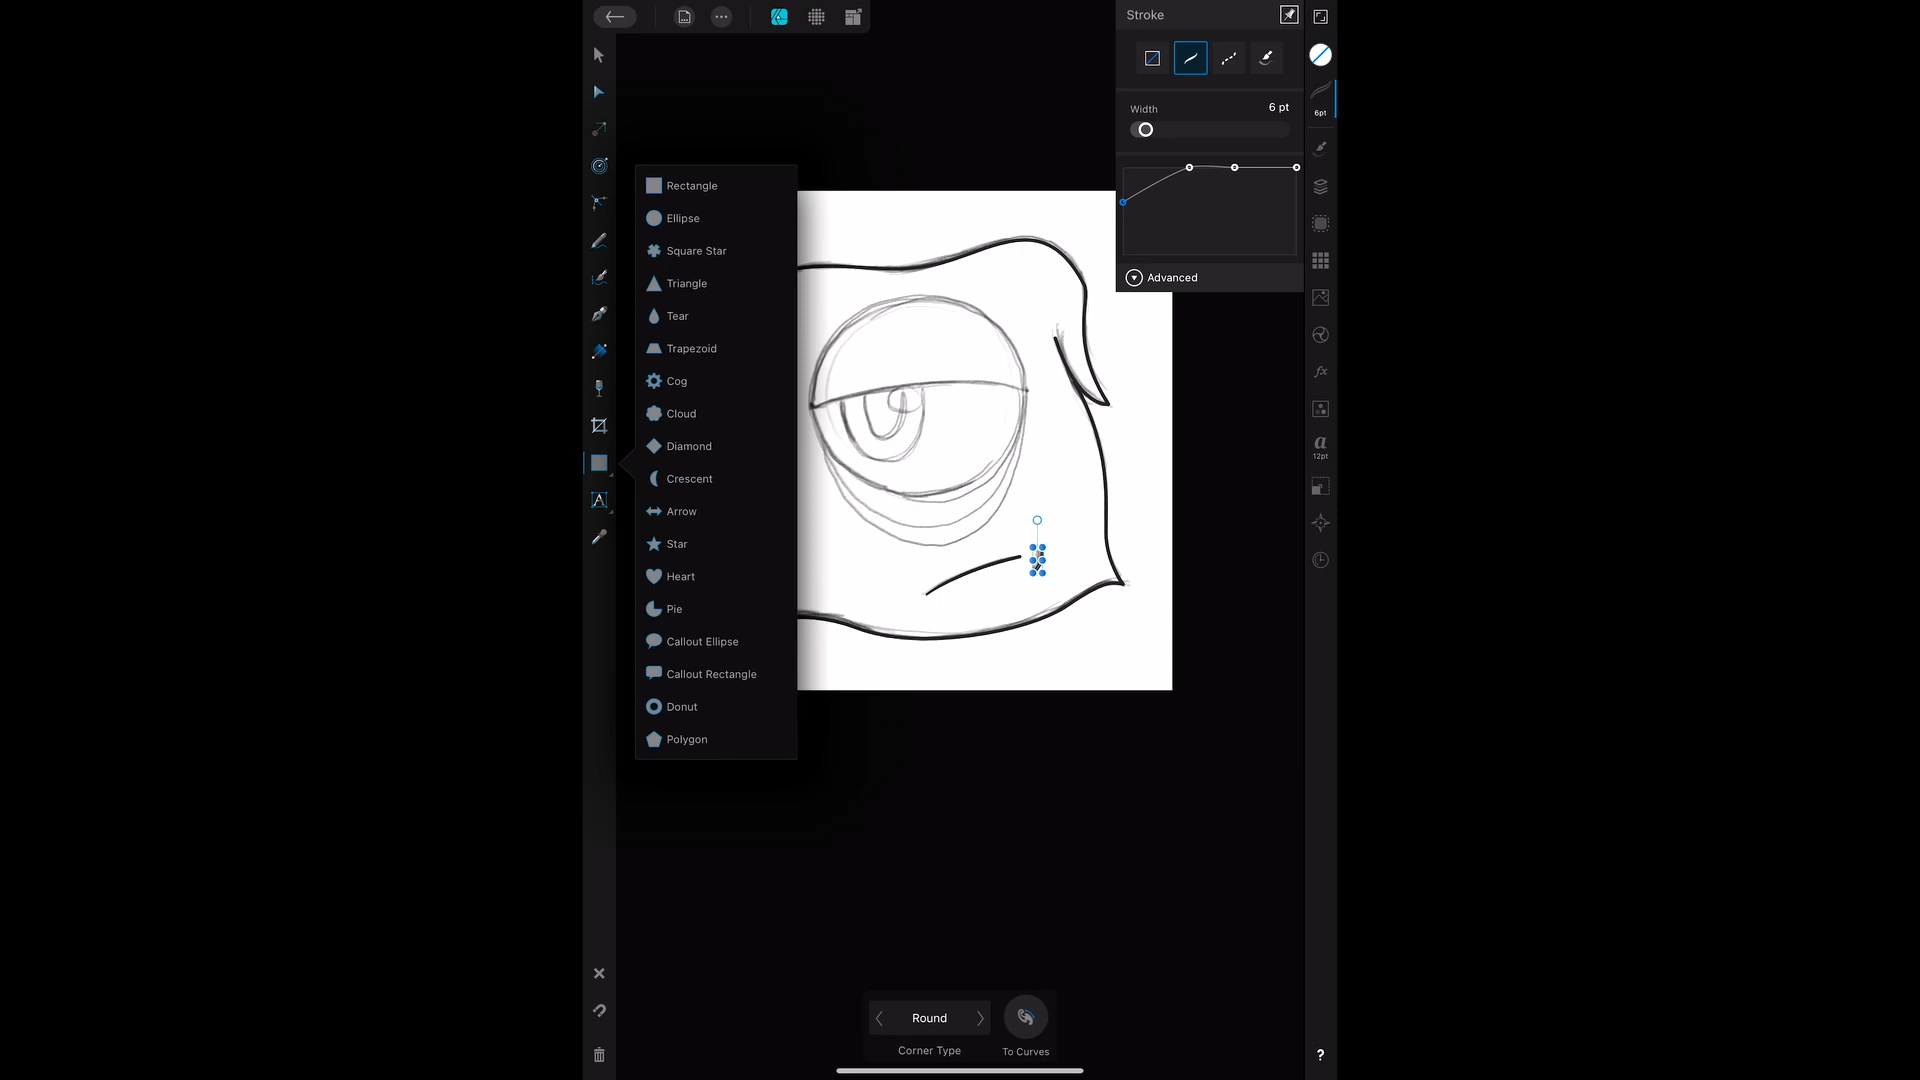 Stroke
Width
6 pt
6pt
Advanced
Rectangle
Ellipse
Square Star
Triangle
Tear
Trapezoid
Cog
Cloud
Diamond
Crescent
Arrow
Star
Heart
Pie
Callout Ellipse
Callout Rectangle
Donut
Polygon
fx
a
12pt
A
Round
Corner Type
To Curves
?